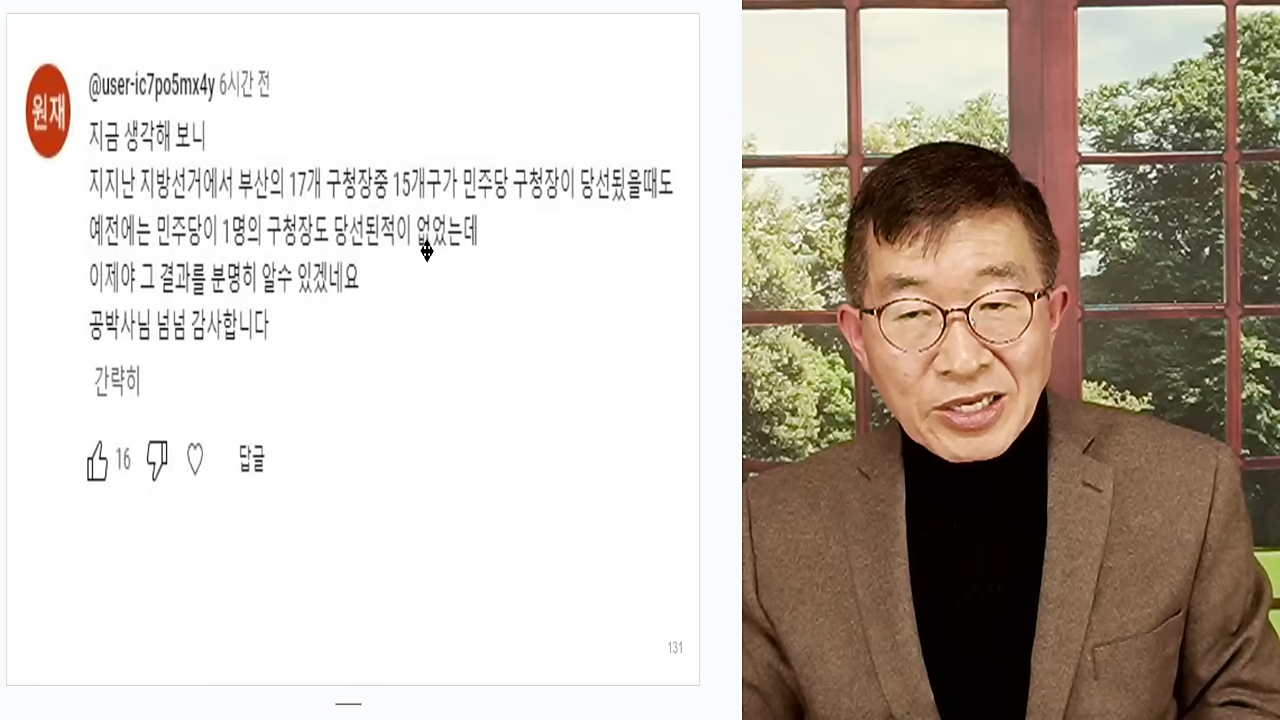 원재
@user-ic7po5mx4y 6시간 전
지금 생각해 보니
지지난 지방선거에서 부산의 17개 구청장중 15개구가 민주당 구청장이 당선됬을때도
예전에는 민주당이 1명의 구청장도 당선된적이 없었는데
이제야 그 결과를 분명히 알수 있겠네요
공박사님 넘넘 감사합니다
간략히
16 답글
131